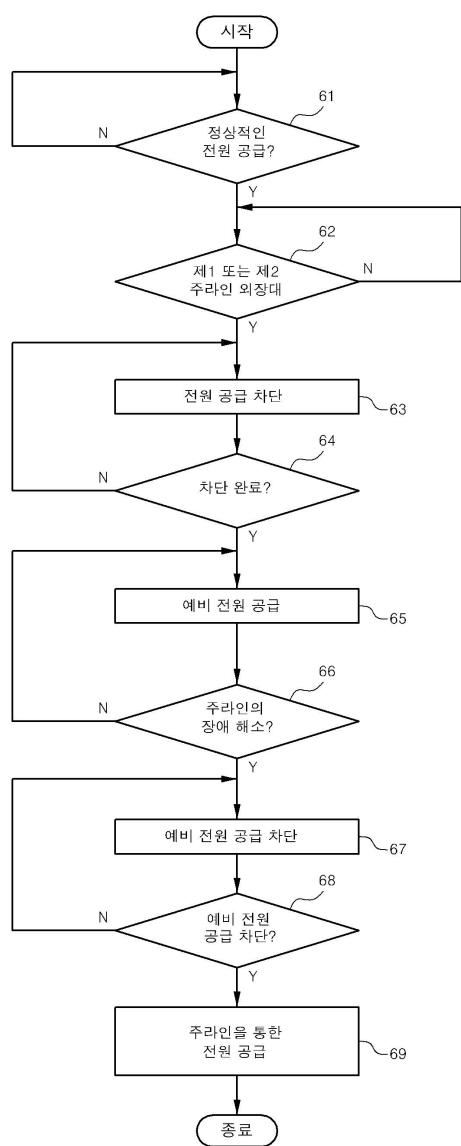 시작
61
정상적인
전원 공급?
N
Y
62
제1 또는 제2
주라인 외장대
N
Y
전원 공급 차단
63
64
차단 완료?
N
Y
예비 전원 공급
65
66
주라인의
장애 해소?
N
Y
예비 전원 공급 차단
67
68
예비 전원
공급 차단?
N
Y
주라인을 통한
전원 공급
69
종료